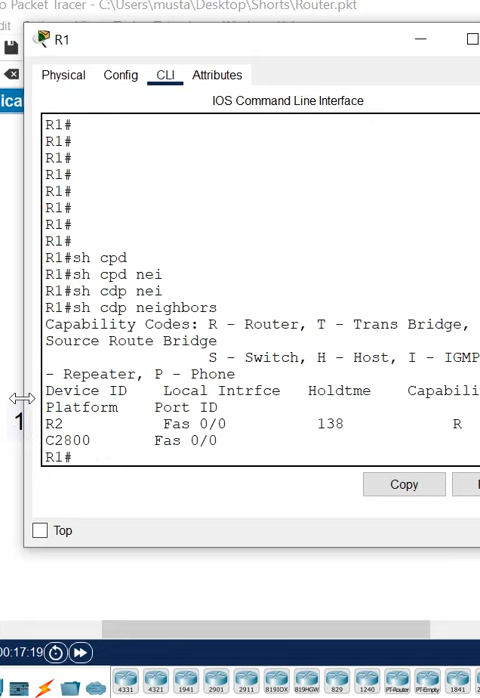 o Packet Tracer - C:\Users\musta\Desktop\Shorts\Router.pkt
dit
R1
Physical Config CLI Attributes
ica
IOS Command Line Interface
R1#
R1#
R1#
R1#
R1#
R1#
R1#
R1#
R1#sh cpd
R1#sh cpd nei
R1#sh cdp nei
R1#sh cdp neighbors
Capability Codes: R - Router, T - Trans Bridge,
Source Route Bridge
S - Switch, H - Host, I - IGMP
- Repeater, P - Phone
Device ID Local Intrfce Holdtme Capabili
Platform Port ID
R2 Fas 0/0 138 R
C2800 Fas 0/0
R1#
1
Copy
Top
00:17:19
4331 4321 1941 2901 2911 819IOX 819HGW 829 1240 PT-Router PT-Empty 1841